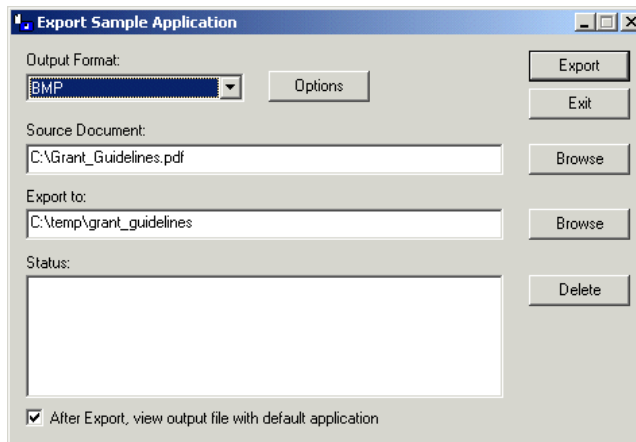 Export Sample Application
Output Format:
Export
BMP
Options
Exit
Source Document:
C:\Grant_Guidelines.pdf
Browse
Export to:
C:\temp\grant_guidelines
Browse
Status:
Delete
After Export, view output file with default application